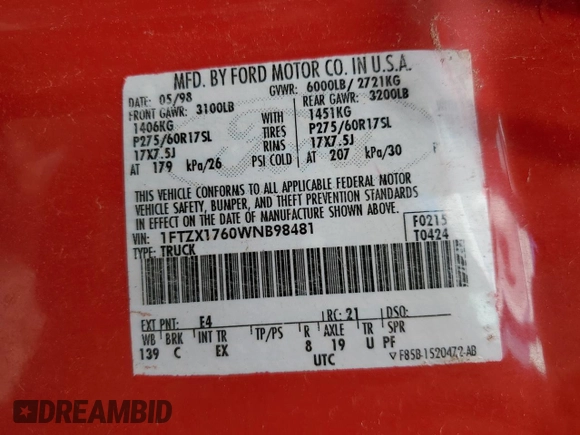 MFD. BY FORD MOTOR CO. IN U.S.A.
DATE: 05/98 GVWR: 6000LB/ 2721KG
FRONT GAWR: 3100LB REAR GAWR: 3200LB
1406KG WITH 1451KG
P275/60R17SL TIRES P275/60R17SL
17X7.5J RIMS 17X7.5J
AT 179 kPa/26 PSI COLD AT 207 kPa/30
THIS VEHICLE CONFORMS TO ALL APPLICABLE FEDERAL MOTOR
VEHICLE SAFETY, BUMPER, AND THEFT PREVENTION STANDARDS
IN EFFECT ON THE DATE OF MANUFACTURE SHOWN ABOVE.
VIN: 1FTZX1760WNB98481 F0215
TYPE: TRUCK T0424
EXT PNT: E4 RC: 21 DSO:
WB BRK INT TR TP/PS R AXLE TR SPR
139 C EX 8 19 U PF
UTC ▽ F85B-1520472-AB
DREAMBID